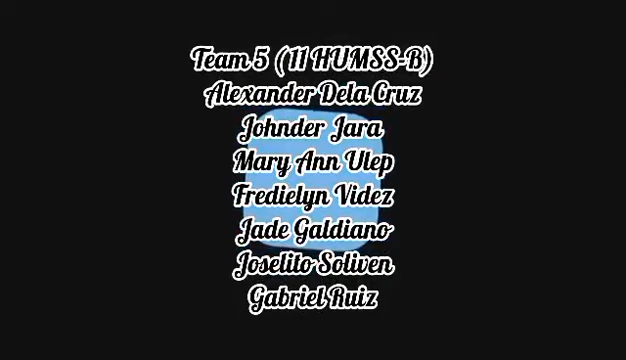 Team 5 (11 HUMSS-B)
Alexander Dela Cruz
Johnder Jara
Mary Ann Ulep
Fredielyn Videz
Jade Galdiano
Joselito Soliven
Gabriel Ruiz